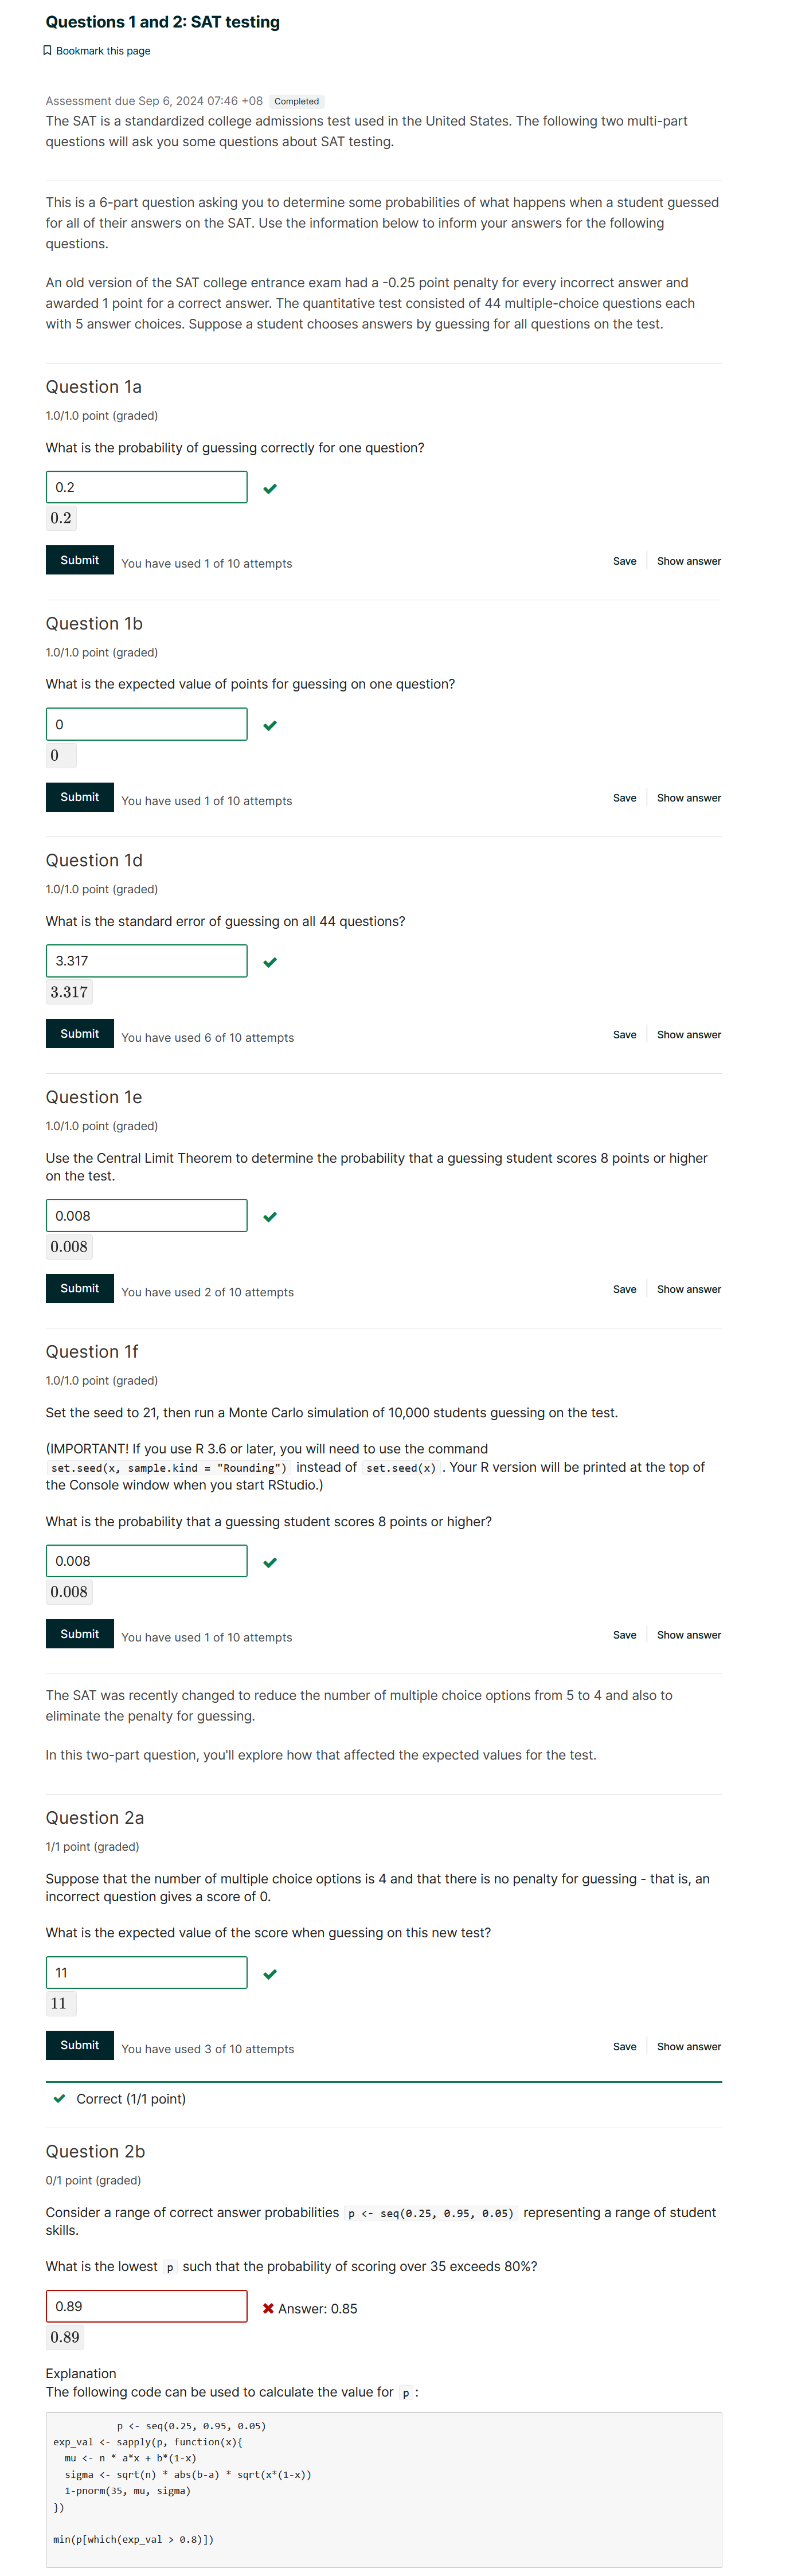 Questions 1 and 2: SAT testing
Bookmark this page
Assessment due Sep 6, 2024 07:46 +08 Completed
The SAT is a standardized college admissions test used in the United States. The following two multi-part
questions will ask you some questions about SAT testing.
This is a 6-part question asking you to determine some probabilities of what happens when a student guessed
for all of their answers on the SAT. Use the information below to inform your answers for the following
questions.
An old version of the SAT college entrance exam had a -0.25 point penalty for every incorrect answer and
awarded 1 point for a correct answer. The quantitative test consisted of 44 multiple-choice questions each
with 5 answer choices. Suppose a student chooses answers by guessing for all questions on the test.
Question 1a
1.0/1.0 point (graded)
What is the probability of guessing correctly for one question?
0.2
0.2
Submit You have used 1 of 10 attempts Save Show answer
Question 1b
1.0/1.0 point (graded)
What is the expected value of points for guessing on one question?
0
0
Submit You have used 1 of 10 attempts Save Show answer
Question 1d
1.0/1.0 point (graded)
What is the standard error of guessing on all 44 questions?
3.317
3.317
Submit You have used 6 of 10 attempts Save Show answer
Question 1e
1.0/1.0 point (graded)
Use the Central Limit Theorem to determine the probability that a guessing student scores 8 points or higher
on the test.
0.008
0.008
Submit You have used 2 of 10 attempts Save Show answer
Question 1f
1.0/1.0 point (graded)
Set the seed to 21, then run a Monte Carlo simulation of 10,000 students guessing on the test.
(IMPORTANT! If you use R 3.6 or later, you will need to use the command
set.seed(x, sample.kind = "Rounding") instead of set.seed(x) . Your R version will be printed at the top of
the Console window when you start RStudio.)
What is the probability that a guessing student scores 8 points or higher?
0.008
0.008
Submit You have used 1 of 10 attempts Save Show answer
The SAT was recently changed to reduce the number of multiple choice options from 5 to 4 and also to
eliminate the penalty for guessing.
In this two-part question, you'll explore how that affected the expected values for the test.
Question 2a
1/1 point (graded)
Suppose that the number of multiple choice options is 4 and that there is no penalty for guessing - that is, an
incorrect question gives a score of 0.
What is the expected value of the score when guessing on this new test?
11
11
Submit You have used 3 of 10 attempts Save Show answer
Correct (1/1 point)
Question 2b
0/1 point (graded)
Consider a range of correct answer probabilities p <- seq(0.25, 0.95, 0.05) representing a range of student
skills.
What is the lowest p such that the probability of scoring over 35 exceeds 80%?
0.89 Answer: 0.85
0.89
Explanation
The following code can be used to calculate the value for p :
p <- seq(0.25, 0.95, 0.05)
exp_val <- sapply(p, function(x){
mu <- n * a*x + b*(1-x)
sigma <- sqrt(n) * abs(b-a) * sqrt(x*(1-x))
1-pnorm(35, mu, sigma)
})
min(p[which(exp_val > 0.8)])